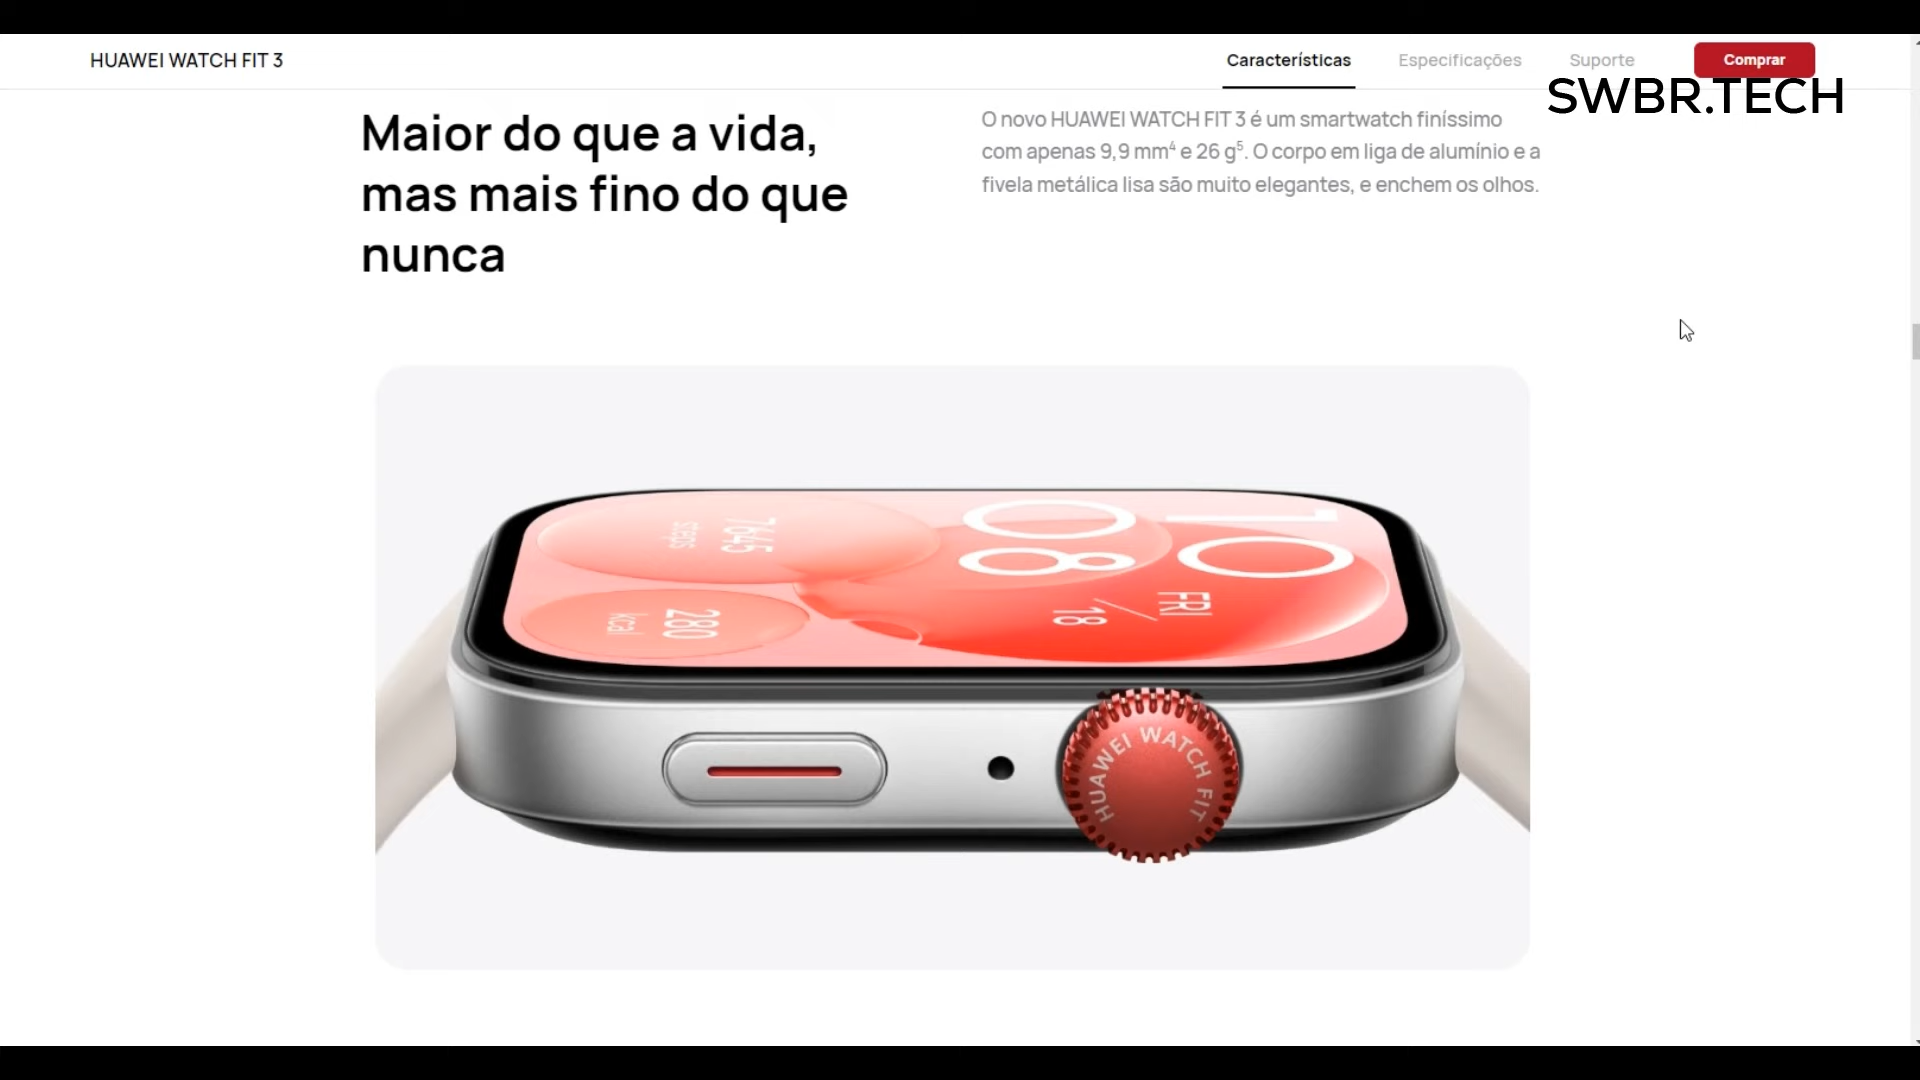 HUAWEI WATCH FIT 3
Características
Especificações
Suporte
Comprar
SWBR.TECH
Maior do que a vida,
mas mais fino do que
nunca
O novo HUAWEI WATCH FIT 3 é um smartwatch finíssimo
com apenas 9,9 mm⁴ e 26 g⁵. O corpo em liga de alumínio e a
fivela metálica lisa são muito elegantes, e enchem os olhos.
10
08
FRI
18
7645
steps
280
kcal
HUAWEI WATCH FIT